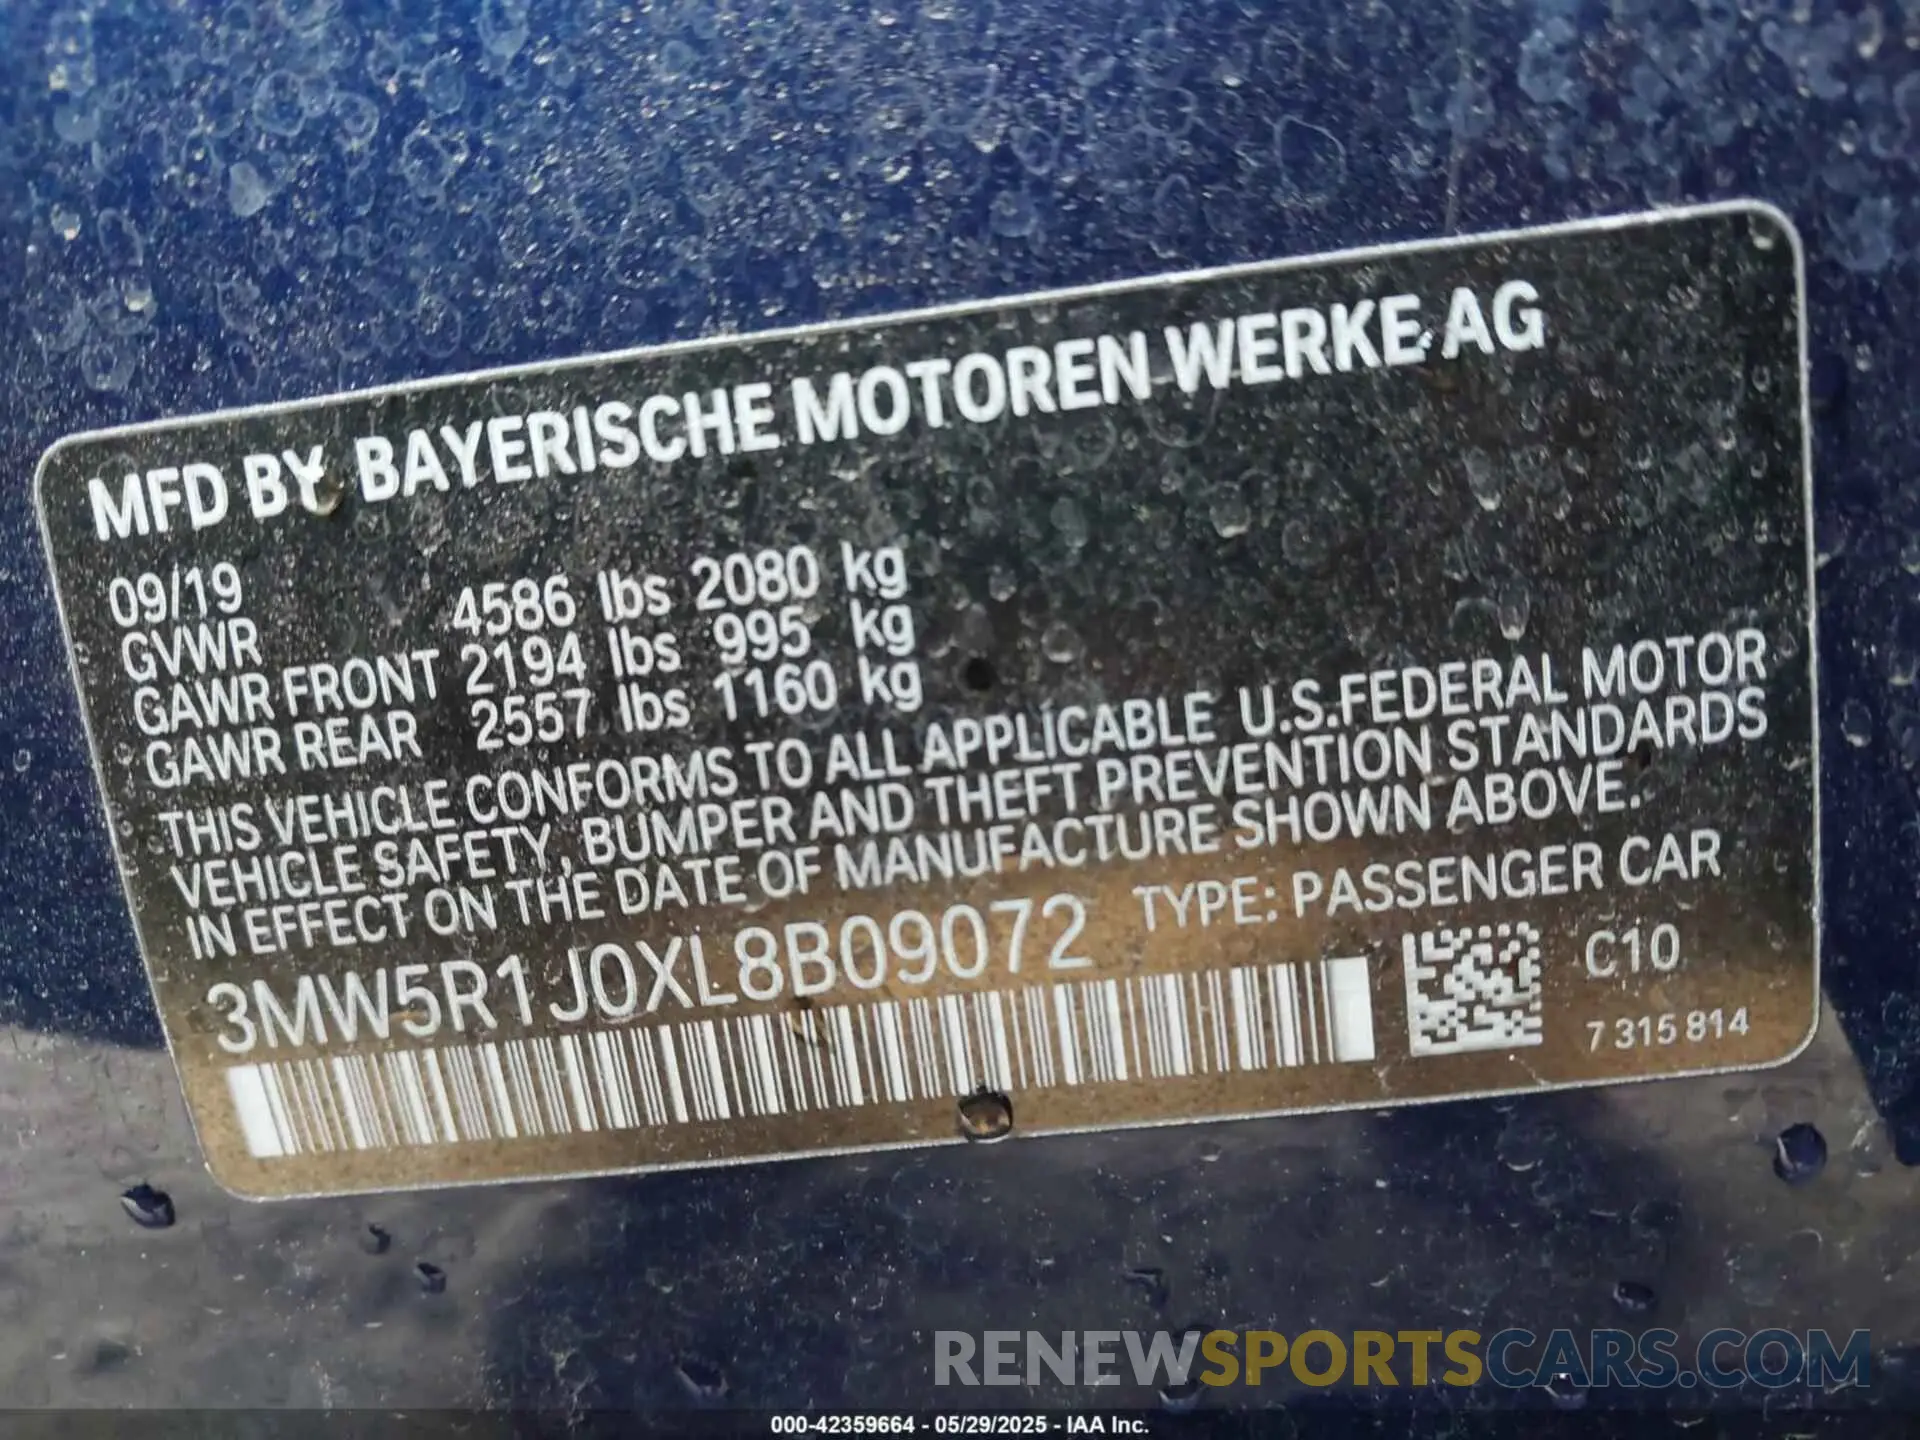 MFD BY BAYERISCHE MOTOREN WERKE AG
09/19
GVWR 4586 lbs 2080 kg
GAWR FRONT 2194 lbs 995 kg
GAWR REAR 2557 lbs 1160 kg
THIS VEHICLE CONFORMS TO ALL APPLICABLE U.S.FEDERAL MOTOR
VEHICLE SAFETY, BUMPER AND THEFT PREVENTION STANDARDS
IN EFFECT ON THE DATE OF MANUFACTURE SHOWN ABOVE.
3MW5R1J0XL8B09072 TYPE: PASSENGER CAR
C10
7 315 814
RENEWSPORTSCARS.COM
000-42359664 - 05/29/2025 - IAA Inc.